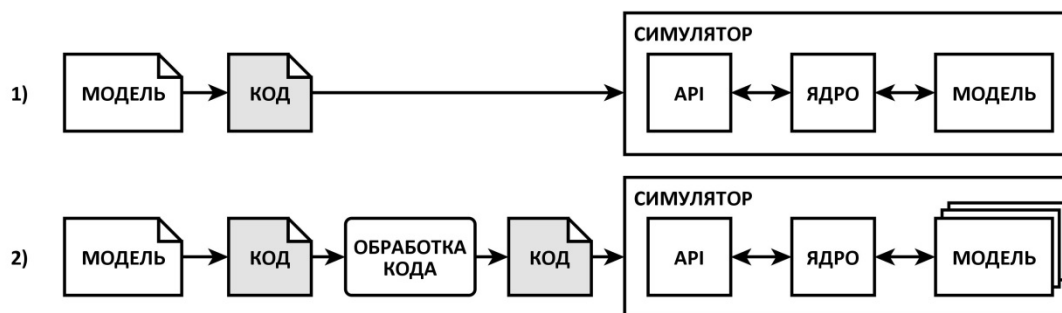 СИМУЛЯТОР
1) МОДЕЛЬ КОД API ЯДРО МОДЕЛЬ
СИМУЛЯТОР
2) МОДЕЛЬ КОД ОБРАБОТКА КОДА КОД API ЯДРО МОДЕЛЬ